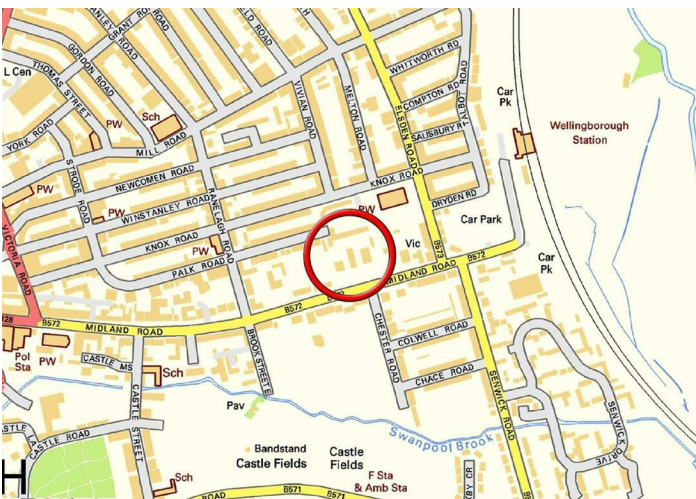 GORDON ROAD
GRANT ROAD
THOMAS STREET
L Cen
YORK ROAD
PW
Sch
MILL ROAD
STRODE ROAD
NEWCOMEN ROAD
WINSTANLEY ROAD
KNOX ROAD
PALK ROAD
RANELAGH ROAD
VIVIAN ROAD
MELTON ROAD
KNOX ROAD
ELSDEN ROAD
WHITWORTH RD
COMPTON RD
SALISBURY R
TALBOT ROAD
DRYDEN RD
Car
Pk
Wellingborough
Station
Car Park
Car
Pk
PW
PW
PW
PW
Vic
VICTORIA ROAD
B573
B572
MIDLAND ROAD
B572
B572
MIDLAND ROAD
Pol
Sta
PW
CASTLE MS
Sch
CASTLE STREET
CASTLE ROAD
BROOK STREET E
Pav
CHESTER ROAD
COLWELL ROAD
CHACE ROAD
SENWICK ROAD
SENWICK DRIVE
Swanpool Brook
Bandstand
Castle Fields
Castle
Fields
F Sta
& Amb Sta
Sch
B571
B571
H